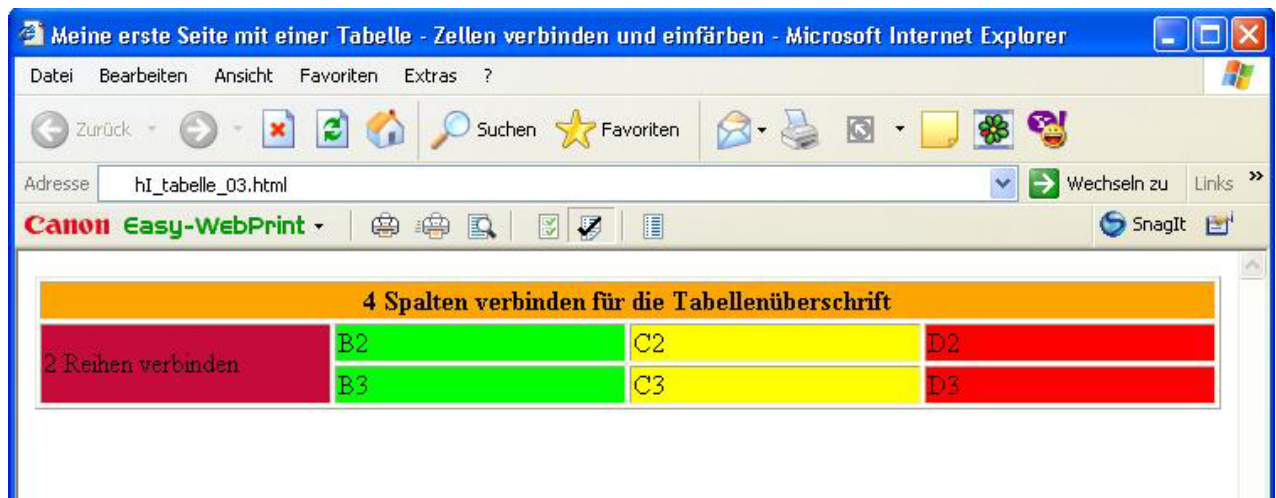 Meine erste Seite mit einer Tabelle - Zellen verbinden und einfärben - Microsoft Internet Explorer
Datei Bearbeiten Ansicht Favoriten Extras ?
Zurück Suchen Favoriten
Adresse hI_tabelle_03.html Wechseln zu Links »
Canon Easy-WebPrint SnagIt
4 Spalten verbinden für die Tabellenüberschrift
2 Reihen verbinden
B2 C2 D2
B3 C3 D3